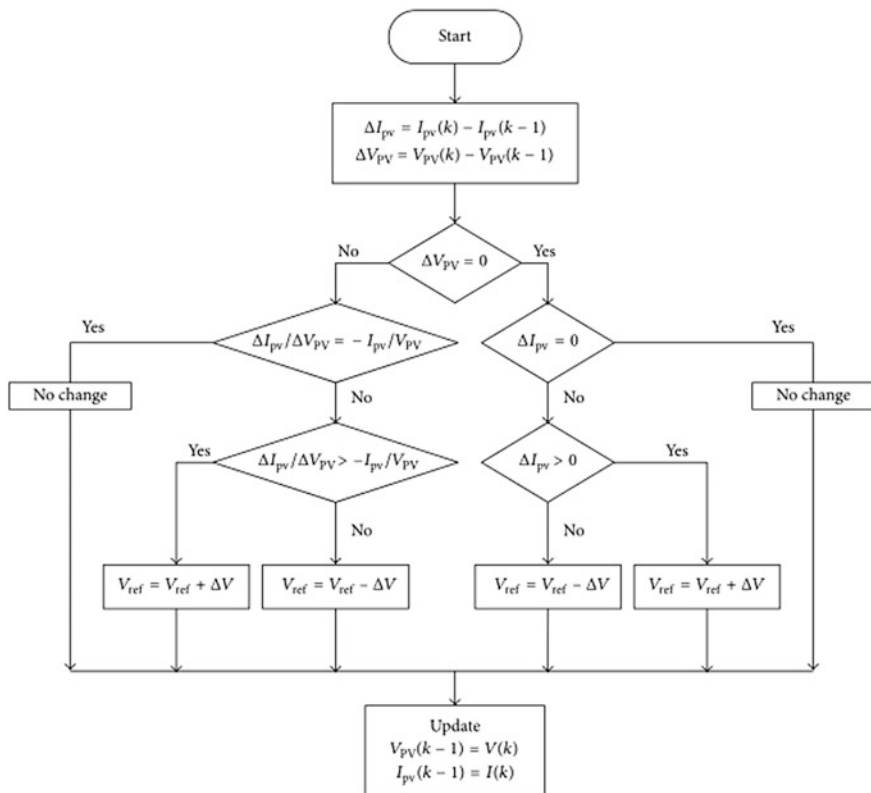 Start
ΔI_pv = I_pv(k) − I_pv(k − 1)
ΔV_PV = V_PV(k) − V_PV(k − 1)
No
Yes
ΔV_PV = 0
Yes
ΔI_pv/ΔV_PV = − I_pv/V_PV
ΔI_pv = 0
Yes
No change
No
No
No change
Yes
ΔI_pv/ΔV_PV > −I_pv/V_PV
ΔI_pv > 0
Yes
No
No
V_ref = V_ref + ΔV
V_ref = V_ref − ΔV
V_ref = V_ref − ΔV
V_ref = V_ref + ΔV
Update
V_PV(k − 1) = V(k)
I_pv(k − 1) = I(k)